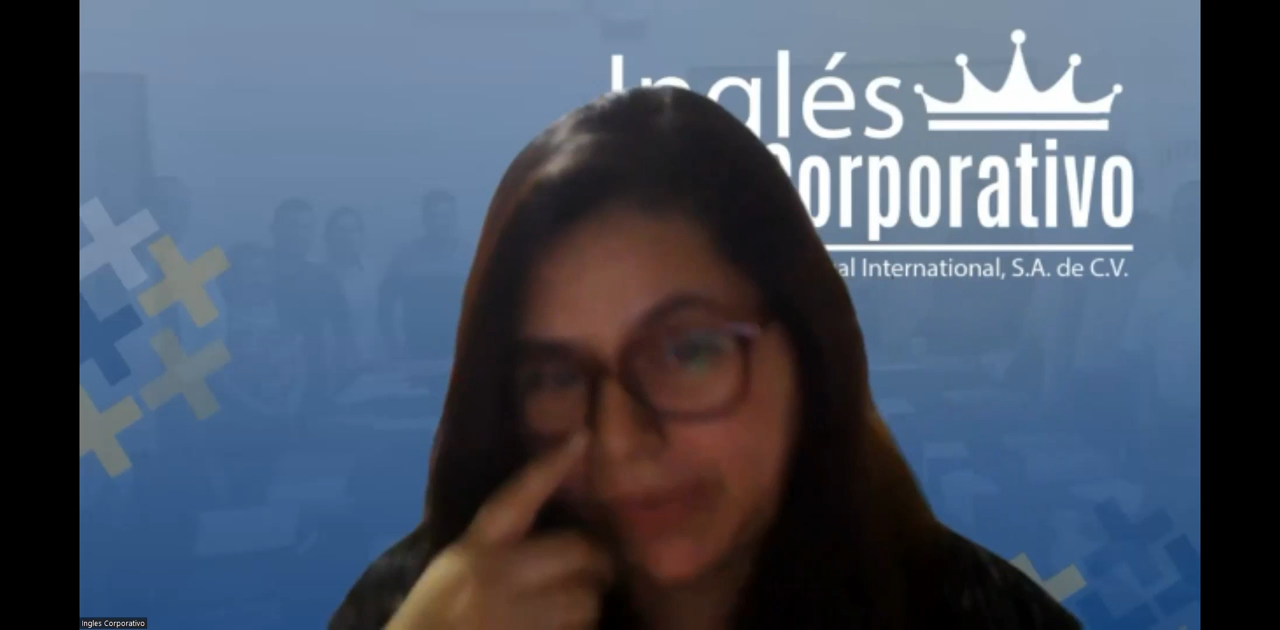 Inglés
Corporativo
al International, S.A. de C.V.
Ingles Corporativo